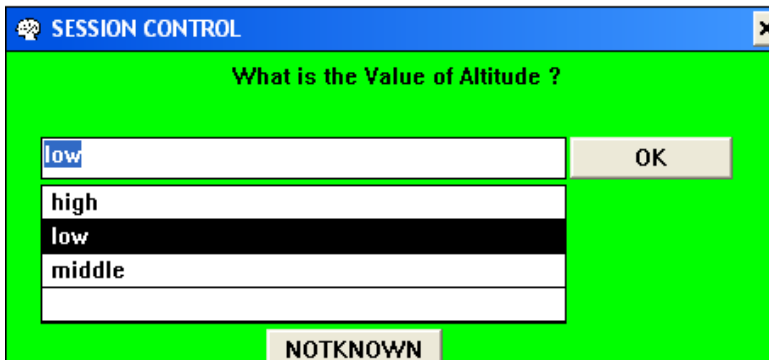 SESSION CONTROL
What is the Value of Altitude ?
low
OK
high
low
middle
NOTKNOWN